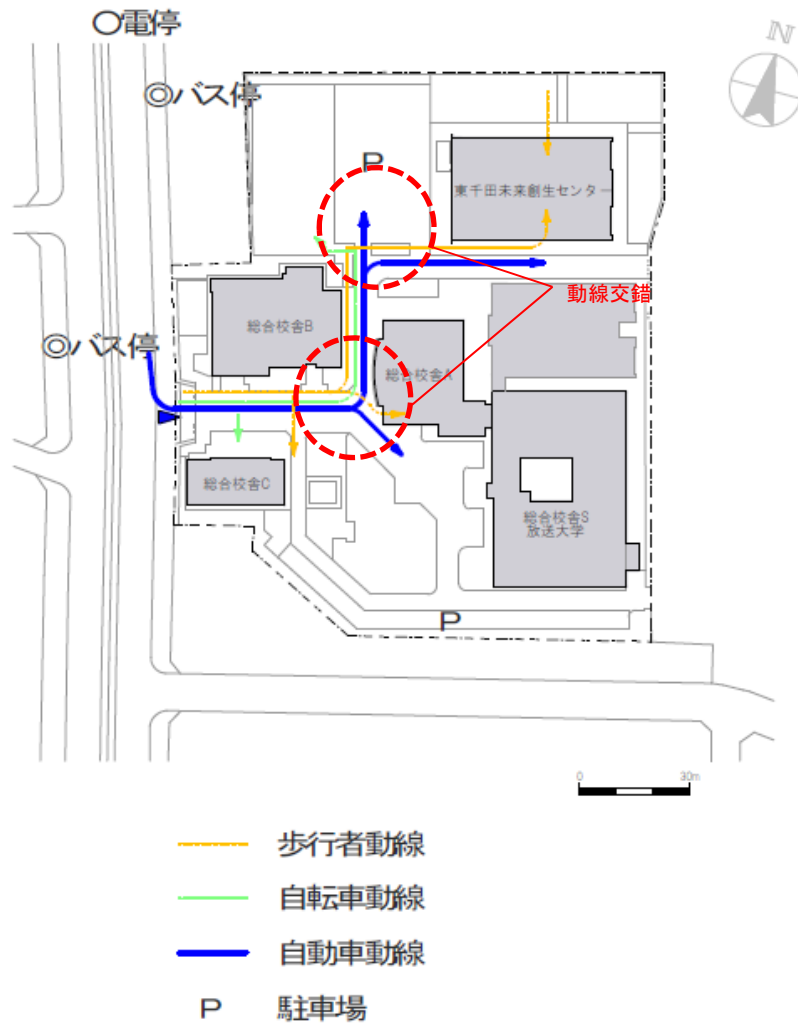 ○電停
N
◎バス停
P
東千田未来創生センター
動線交錯
総合校舎B
◎バス停
総合校舎A
総合校舎C
総合校舎S
放送大学
P
0 30m
歩行者動線
自転車動線
自動車動線
P 駐車場